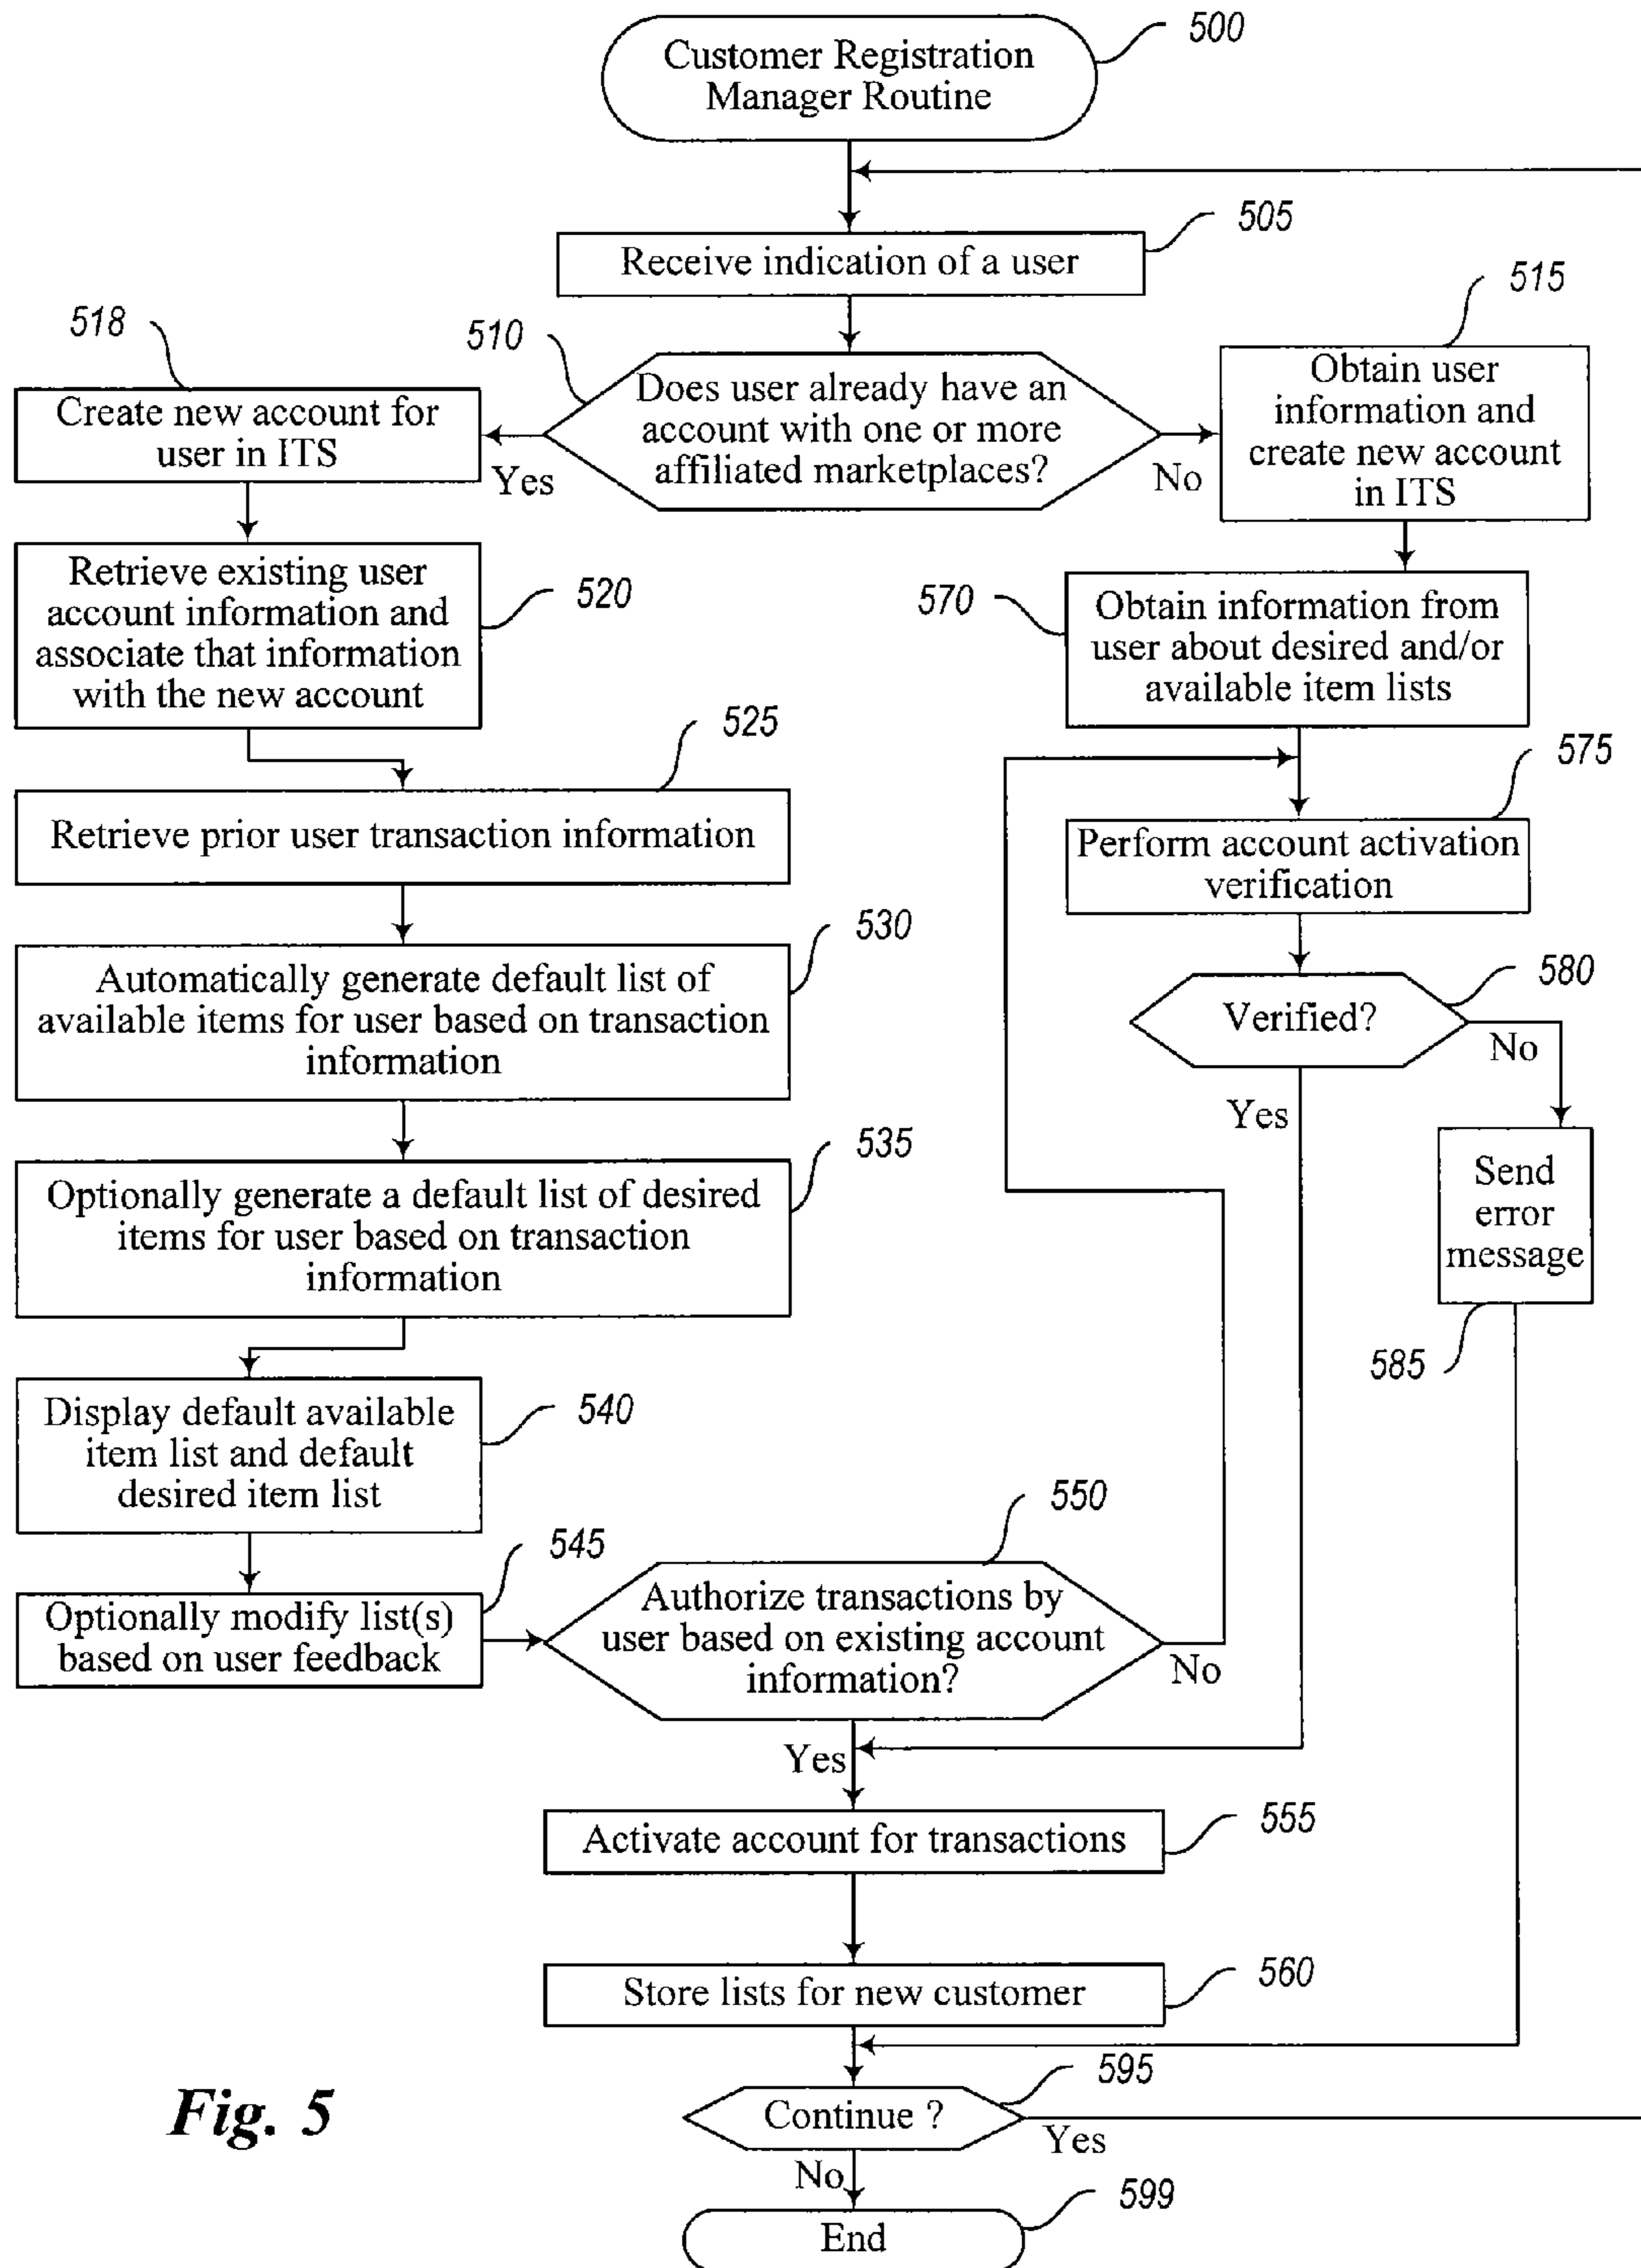 Customer Registration
Manager Routine
500
Receive indication of a user
505
Does user already have an
account with one or more
affiliated marketplaces?
510
Yes
No
Obtain user
information and
create new account
in ITS
515
Create new account for
user in ITS
518
Retrieve existing user
account information and
associate that information
with the new account
520
Retrieve prior user transaction information
525
Automatically generate default list of
available items for user based on transaction
information
530
Optionally generate a default list of desired
items for user based on transaction
information
535
Display default available
item list and default
desired item list
540
Optionally modify list(s)
based on user feedback
545
Authorize transactions by
user based on existing account
information?
550
No
Yes
Obtain information from
user about desired and/or
available item lists
570
Perform account activation
verification
575
Verified?
580
No
Yes
Send
error
message
585
Activate account for transactions
555
Store lists for new customer
560
Continue ?
595
Yes
No
End
599
Fig. 5